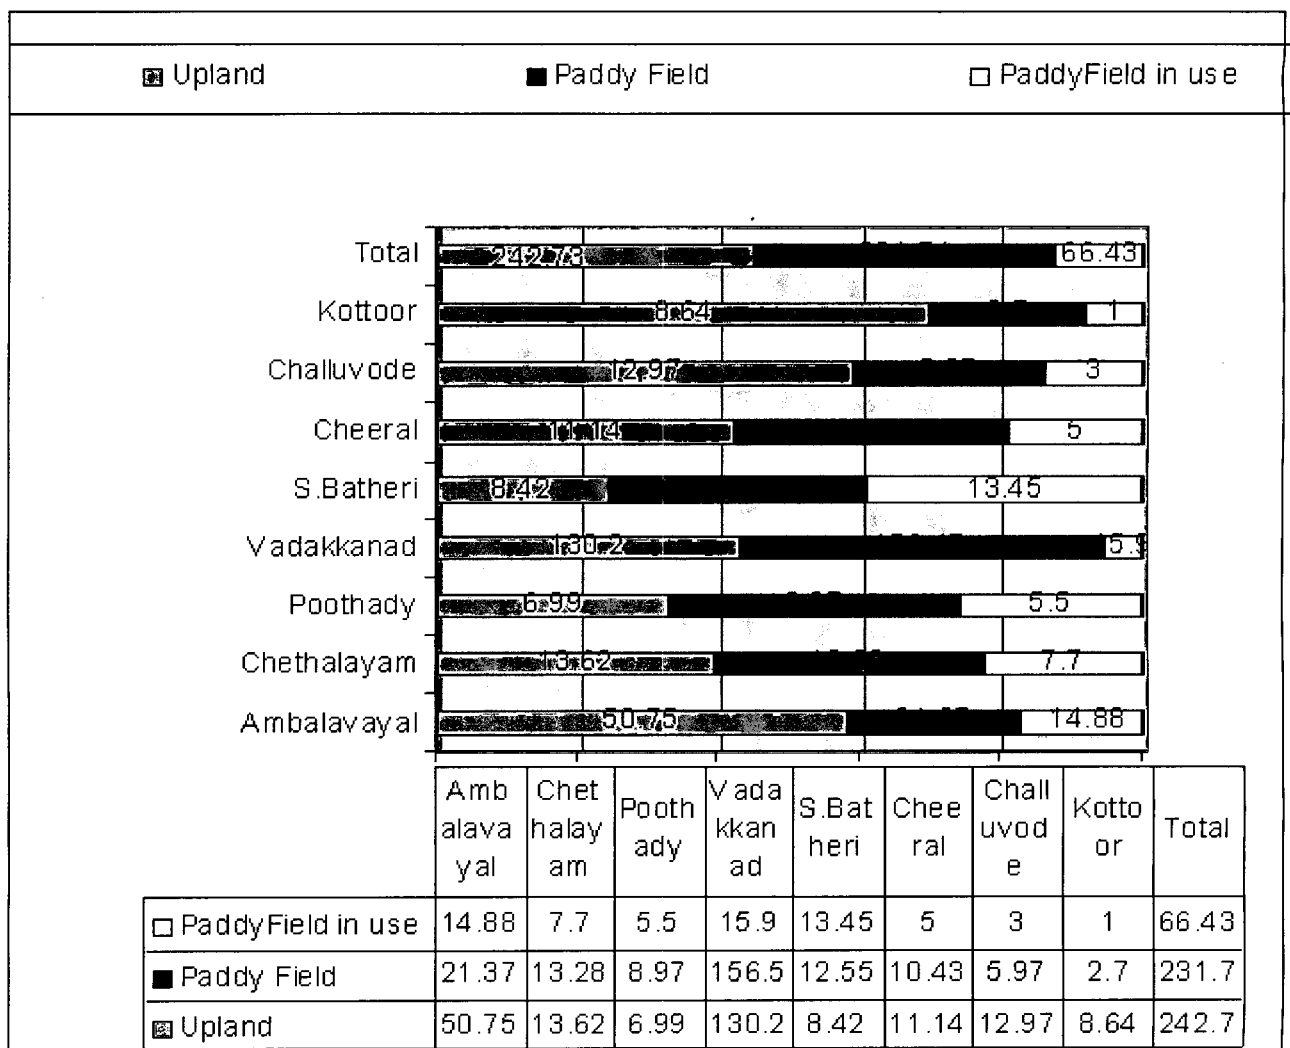 Upland Paddy Field PaddyField in use
Total 242.73 66.43
Kottoor 8.64 1
Challuvode 12.97 3
Cheeral 11.14 5
S.Batheri 8.42 13.45
Vadakkanad 130.2
Poothady 6.99 5.5
Chethalayam 13.62 7.7
Ambalavayal 50.75 14.88
Amb Chet Pooth Vada S.Bat Chee Chall Kotto Total
alava halay ady kkan heri ral uvod or
yal am ad e
PaddyField in use 14.88 7.7 5.5 15.9 13.45 5 3 1 66.43
Paddy Field 21.37 13.28 8.97 156.5 12.55 10.43 5.97 2.7 231.7
Upland 50.75 13.62 6.99 130.2 8.42 11.14 12.97 8.64 242.7